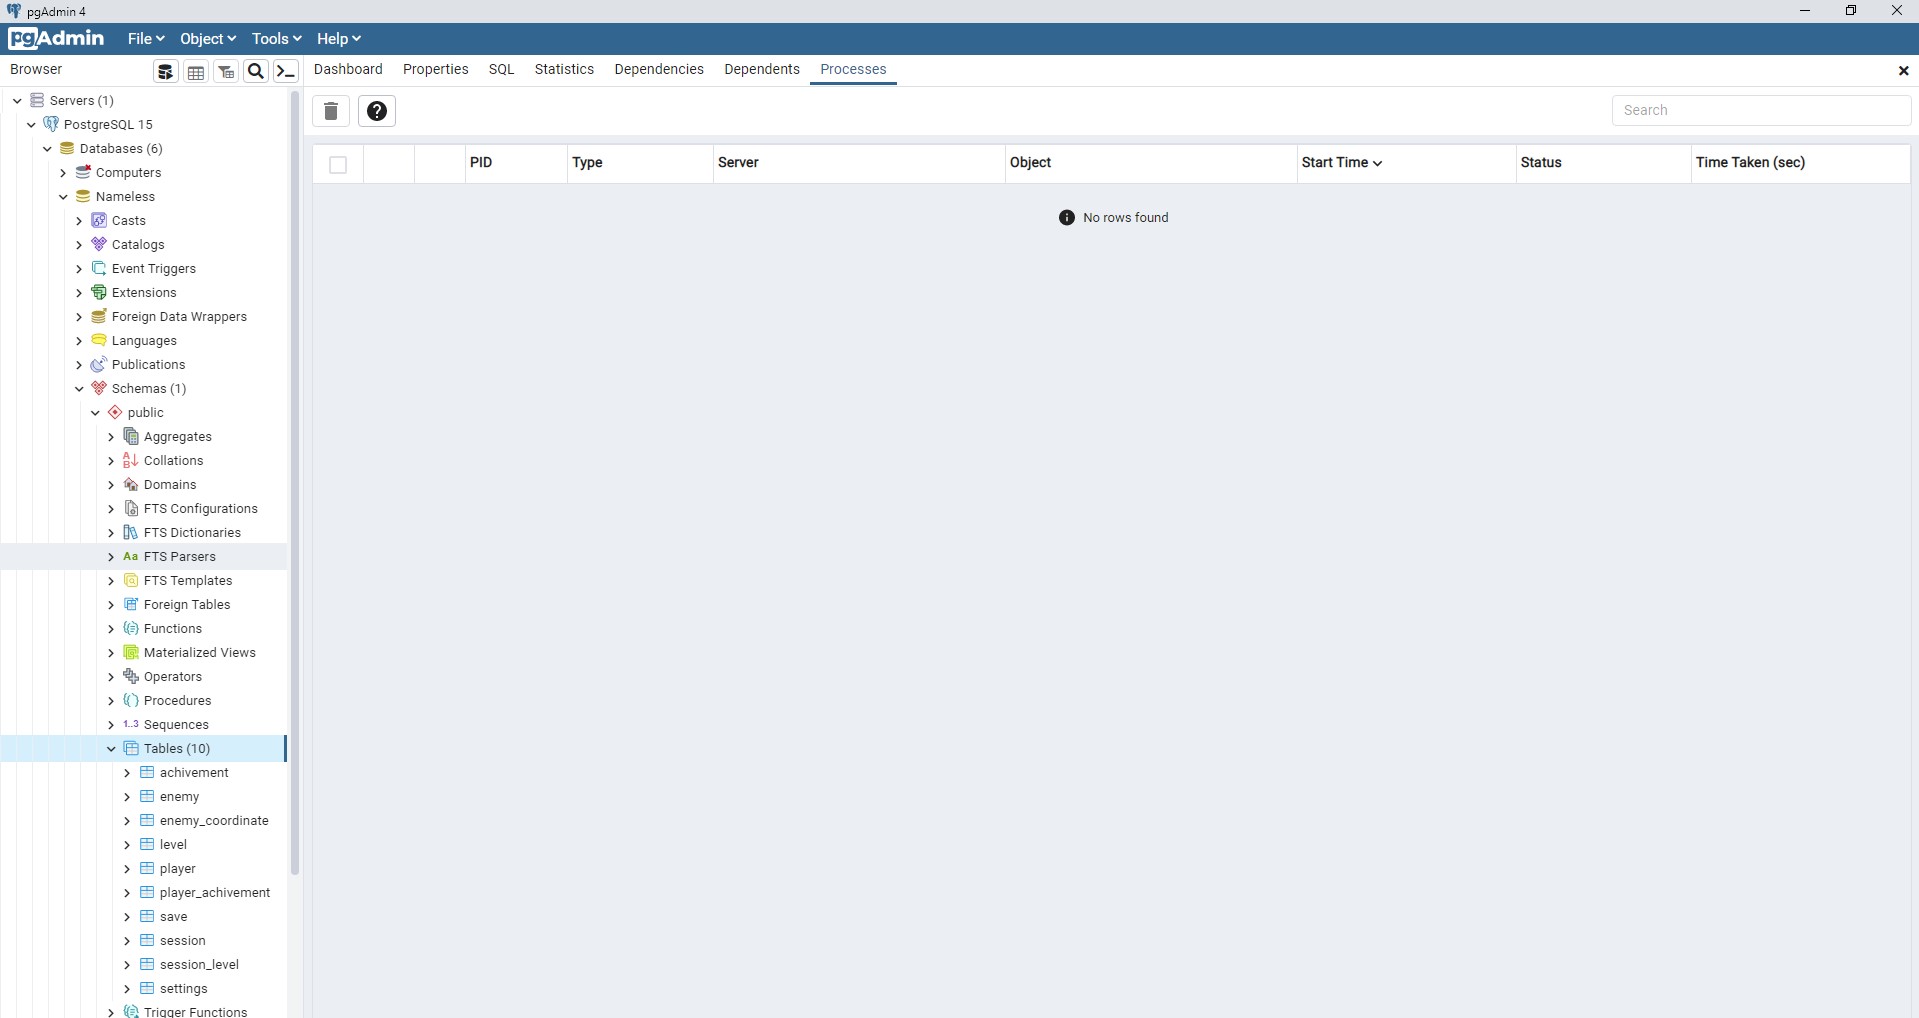 pgAdmin 4
pgAdmin File Object Tools Help
Browser
Dashboard Properties SQL Statistics Dependencies Dependents Processes
Search
PID Type Server Object Start Time Status Time Taken (sec)
No rows found
Servers (1)
PostgreSQL 15
Databases (6)
Computers
Nameless
Casts
Catalogs
Event Triggers
Extensions
Foreign Data Wrappers
Languages
Publications
Schemas (1)
public
Aggregates
Collations
Domains
FTS Configurations
FTS Dictionaries
Aa FTS Parsers
FTS Templates
Foreign Tables
Functions
Materialized Views
Operators
Procedures
1..3 Sequences
Tables (10)
achivement
enemy
enemy_coordinate
level
player
player_achivement
save
session
session_level
settings
Trigger Functions